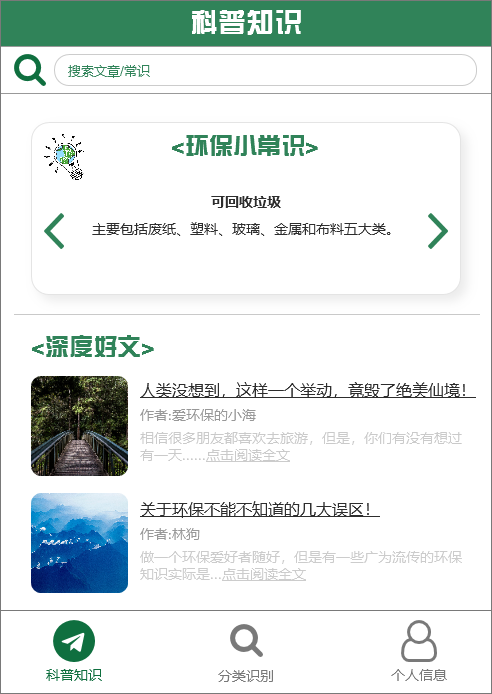 科普知识
搜索文章/常识
<环保小常识>
可回收垃圾
主要包括废纸、塑料、玻璃、金属和布料五大类。
<深度好文>
人类没想到，这样一个举动，竟毁了绝美仙境！
作者:爱环保的小海
相信很多朋友都喜欢去旅游，但是，你们有没有想过
有一天......点击阅读全文
关于环保不能不知道的几大误区！
作者:林狗
做一个环保爱好者随好，但是有一些广为流传的环保
知识实际是...点击阅读全文
科普知识
分类识别
个人信息